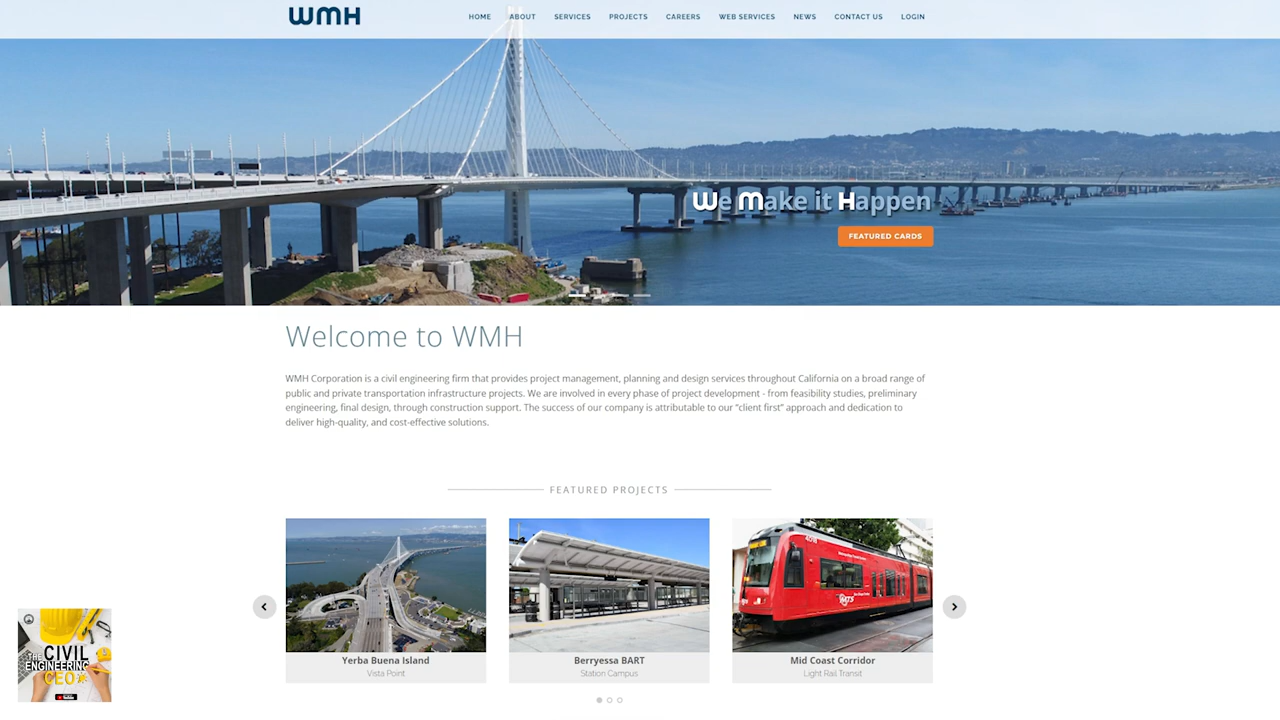 WMH
HOME ABOUT SERVICES PROJECTS CAREERS WEB SERVICES NEWS CONTACT US LOGIN
We Make it Happen
FEATURED CARDS
Welcome to WMH
WMH Corporation is a civil engineering firm that provides project management, planning and design services throughout California on a broad range of
public and private transportation infrastructure projects. We are involved in every phase of project development - from feasibility studies, preliminary
engineering, final design, through construction support. The success of our company is attributable to our "client first" approach and dedication to
deliver high-quality, and cost-effective solutions.
FEATURED PROJECTS
4018
MTS
Yerba Buena Island
Vista Point
Berryessa BART
Station Campus
Mid Coast Corridor
Light Rail Transit
THE CIVIL
ENGINEERING
CEO